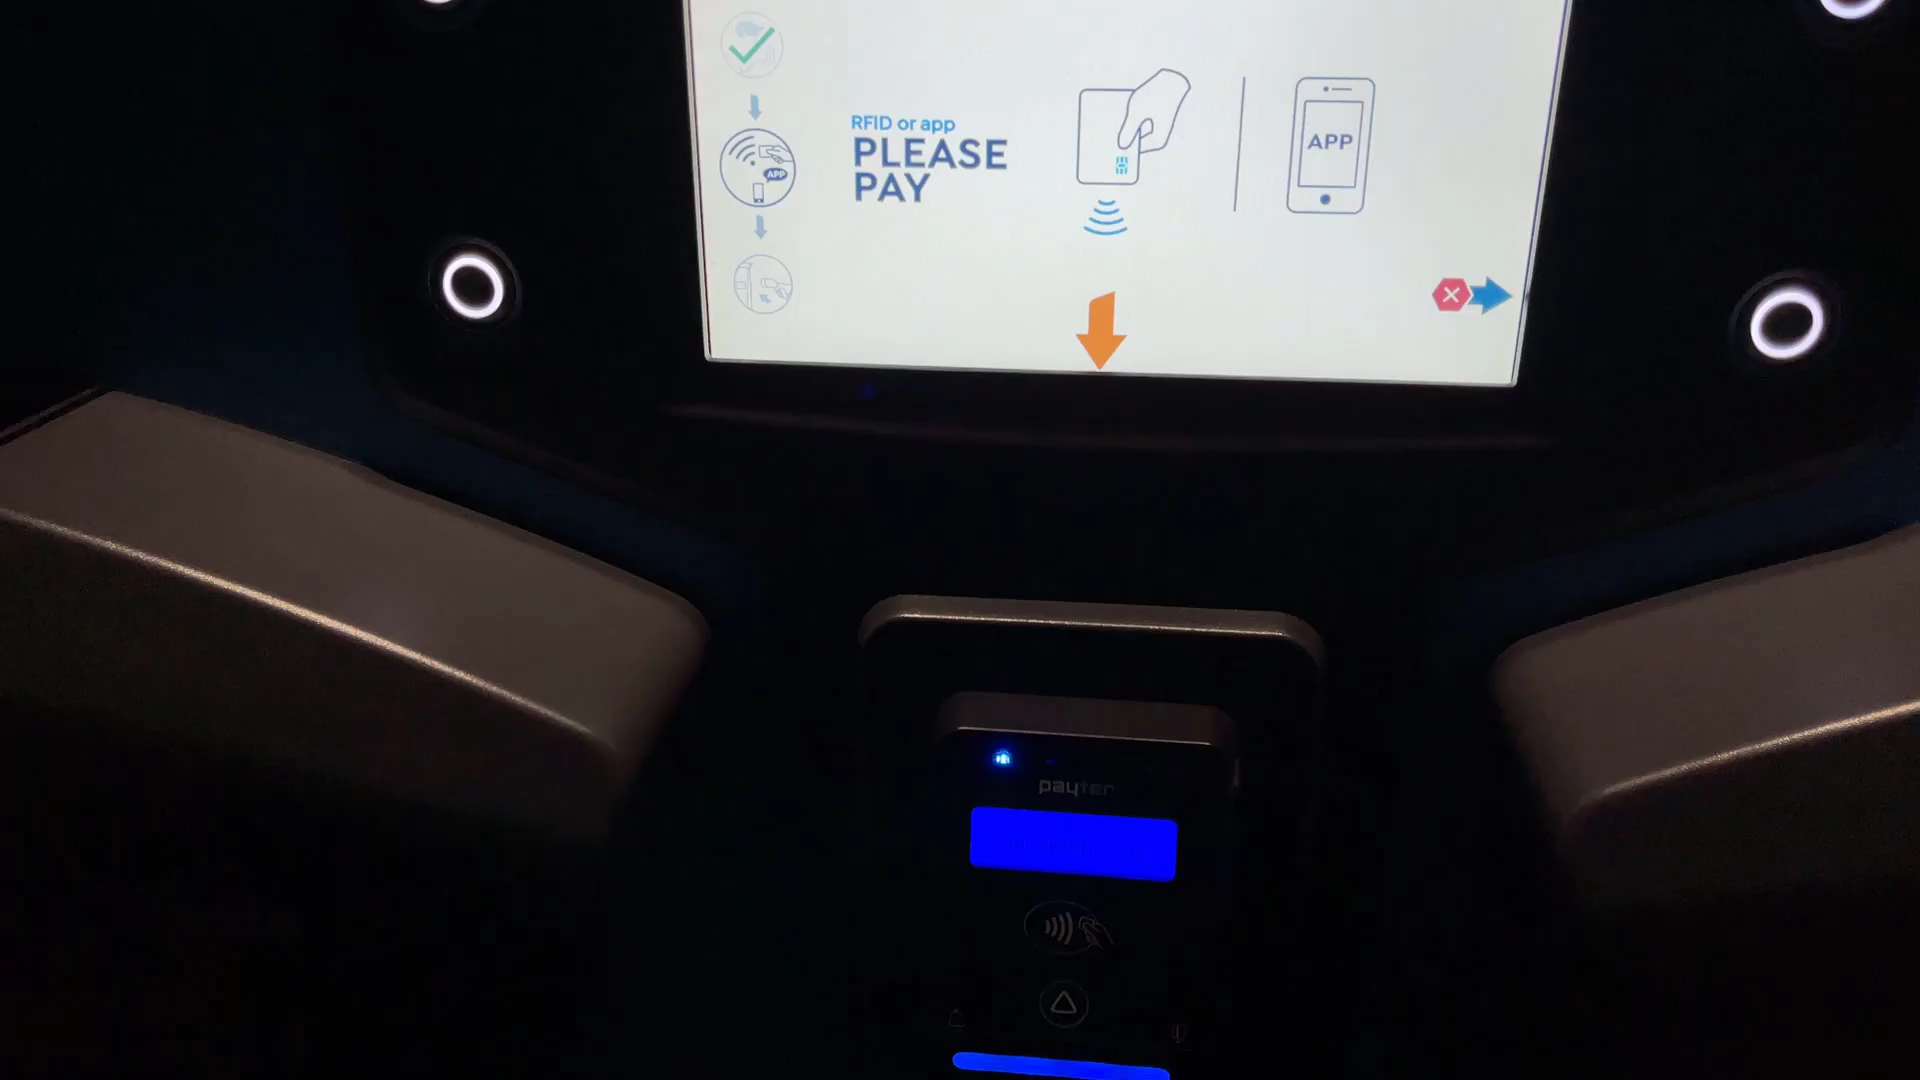 RFID or app
PLEASE
PAY
APP
APP
payter